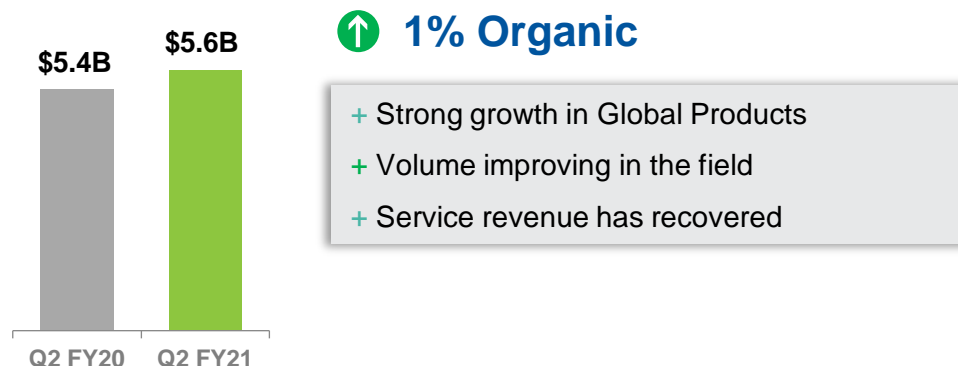 $5.4B
$5.6B
1% Organic
+ Strong growth in Global Products
+ Volume improving in the field
+ Service revenue has recovered
Q2 FY20
Q2 FY21